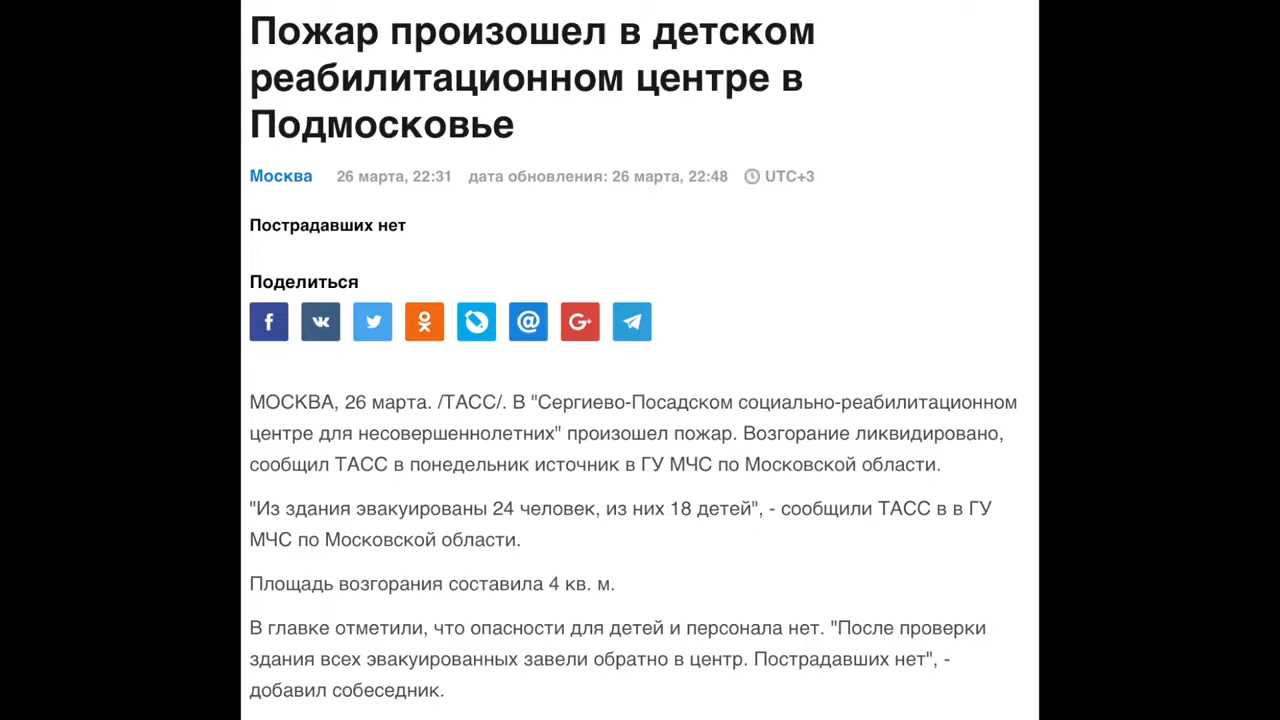 Пожар произошел в детском
реабилитационном центре в
Подмосковье
Москва 26 марта, 22:31 дата обновления: 26 марта, 22:48 UTC+3
Пострадавших нет
Поделиться
МОСКВА, 26 марта. /ТАСС/. В "Сергиево-Посадском социально-реабилитационном
центре для несовершеннолетних" произошел пожар. Возгорание ликвидировано,
сообщил ТАСС в понедельник источник в ГУ МЧС по Московской области.
"Из здания эвакуированы 24 человек, из них 18 детей", - сообщили ТАСС в в ГУ
МЧС по Московской области.
Площадь возгорания составила 4 кв. м.
В главке отметили, что опасности для детей и персонала нет. "После проверки
здания всех эвакуированных завели обратно в центр. Пострадавших нет", -
добавил собеседник.